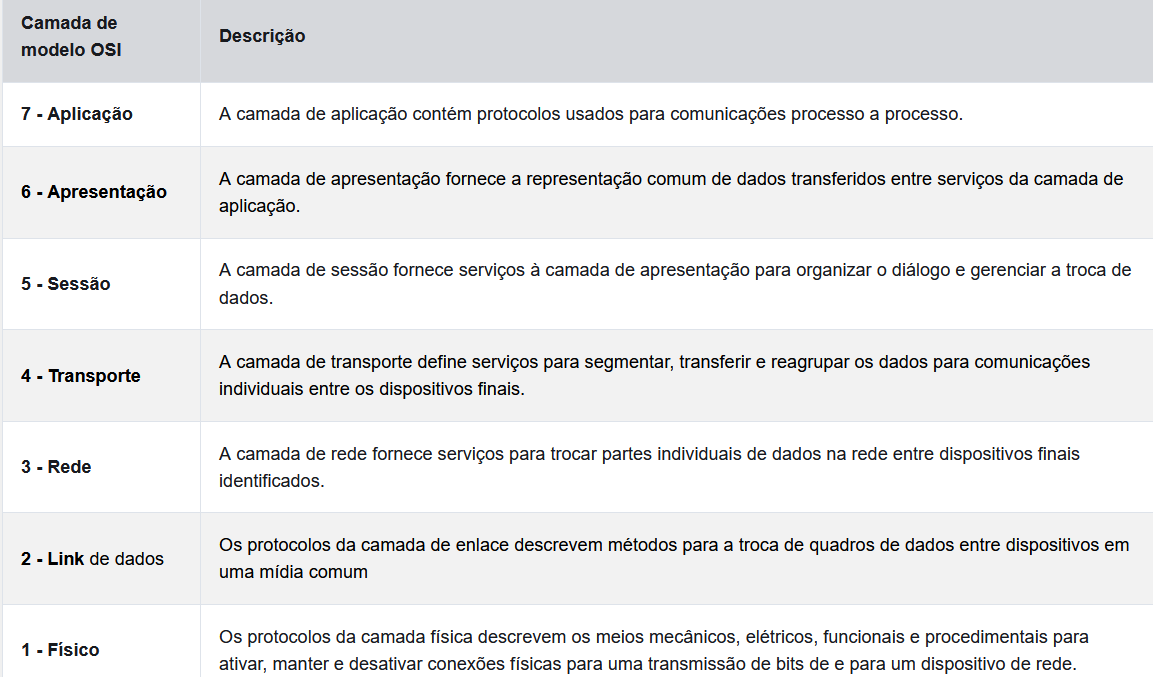 Camada de
modelo OSI
Descrição
7 - Aplicação
A camada de aplicação contém protocolos usados para comunicações processo a processo.
6 - Apresentação
A camada de apresentação fornece a representação comum de dados transferidos entre serviços da camada de
aplicação.
5 - Sessão
A camada de sessão fornece serviços à camada de apresentação para organizar o diálogo e gerenciar a troca de
dados.
4 - Transporte
A camada de transporte define serviços para segmentar, transferir e reagrupar os dados para comunicações
individuais entre os dispositivos finais.
3 - Rede
A camada de rede fornece serviços para trocar partes individuais de dados na rede entre dispositivos finais
identificados.
2 - Link de dados
Os protocolos da camada de enlace descrevem métodos para a troca de quadros de dados entre dispositivos em
uma mídia comum
1 - Físico
Os protocolos da camada física descrevem os meios mecânicos, elétricos, funcionais e procedimentais para
ativar, manter e desativar conexões físicas para uma transmissão de bits de e para um dispositivo de rede.